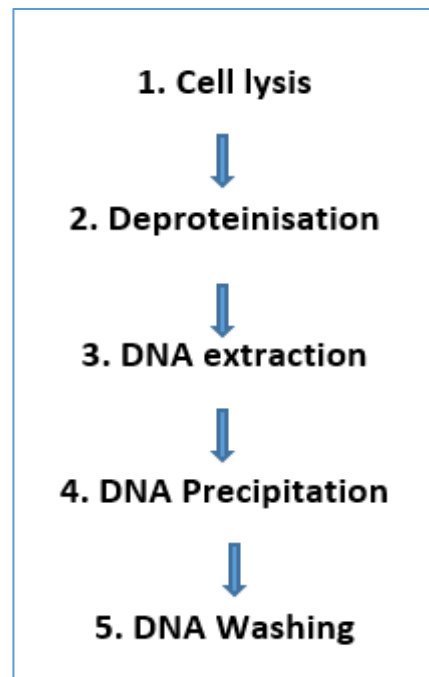 1. Cell lysis
2. Deproteinisation
3. DNA extraction
4. DNA Precipitation
5. DNA Washing